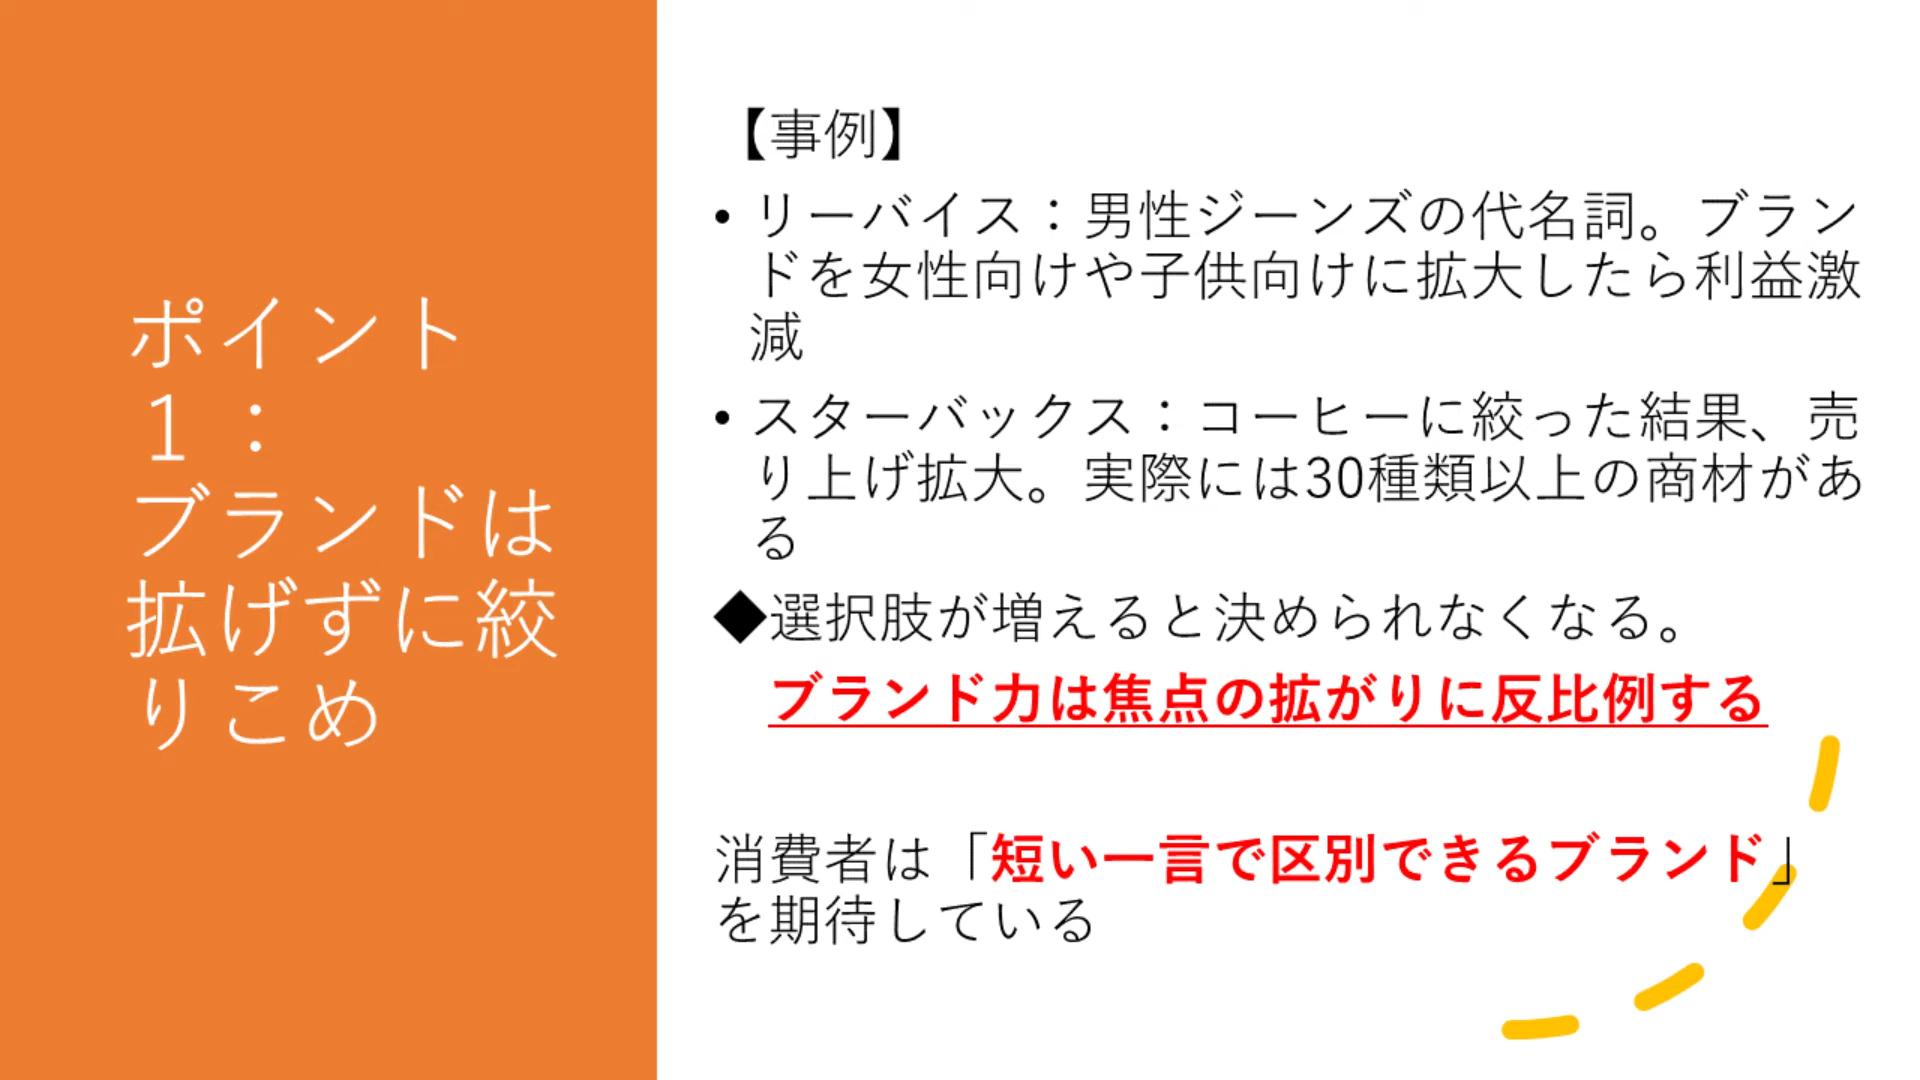 ポイント
1：
ブランドは
拡げずに絞
りこめ
【事例】
• リーバイス：男性ジーンズの代名詞。ブラン
ドを女性向けや子供向けに拡大したら利益激
減
• スターバックス：コーヒーに絞った結果、売
り上げ拡大。実際には30種類以上の商材があ
る
◆選択肢が増えると決められなくなる。
ブランド力は焦点の拡がりに反比例する
消費者は「短い一言で区別できるブランド」
を期待している